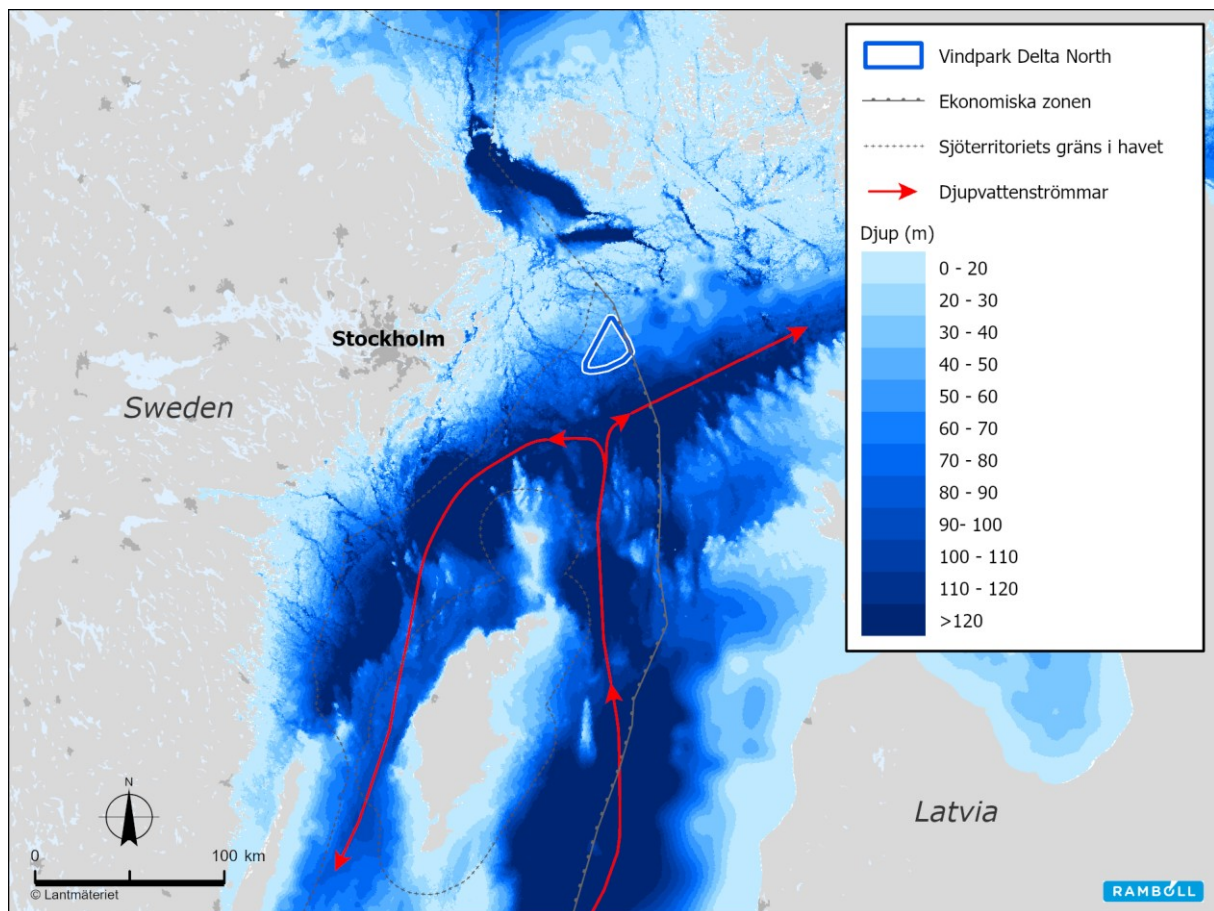 Vindpark Delta North
Ekonomiska zonen
Sjöterritoriets gräns i havet
Djupvattenströmmar
Djup (m)
0 - 20
20 - 30
30 - 40
40 - 50
50 - 60
60 - 70
70 - 80
80 - 90
90- 100
100 - 110
110 - 120
>120
Stockholm
Sweden
Latvia
N
0 100 km
© Lantmäteriet
RAMBOLL